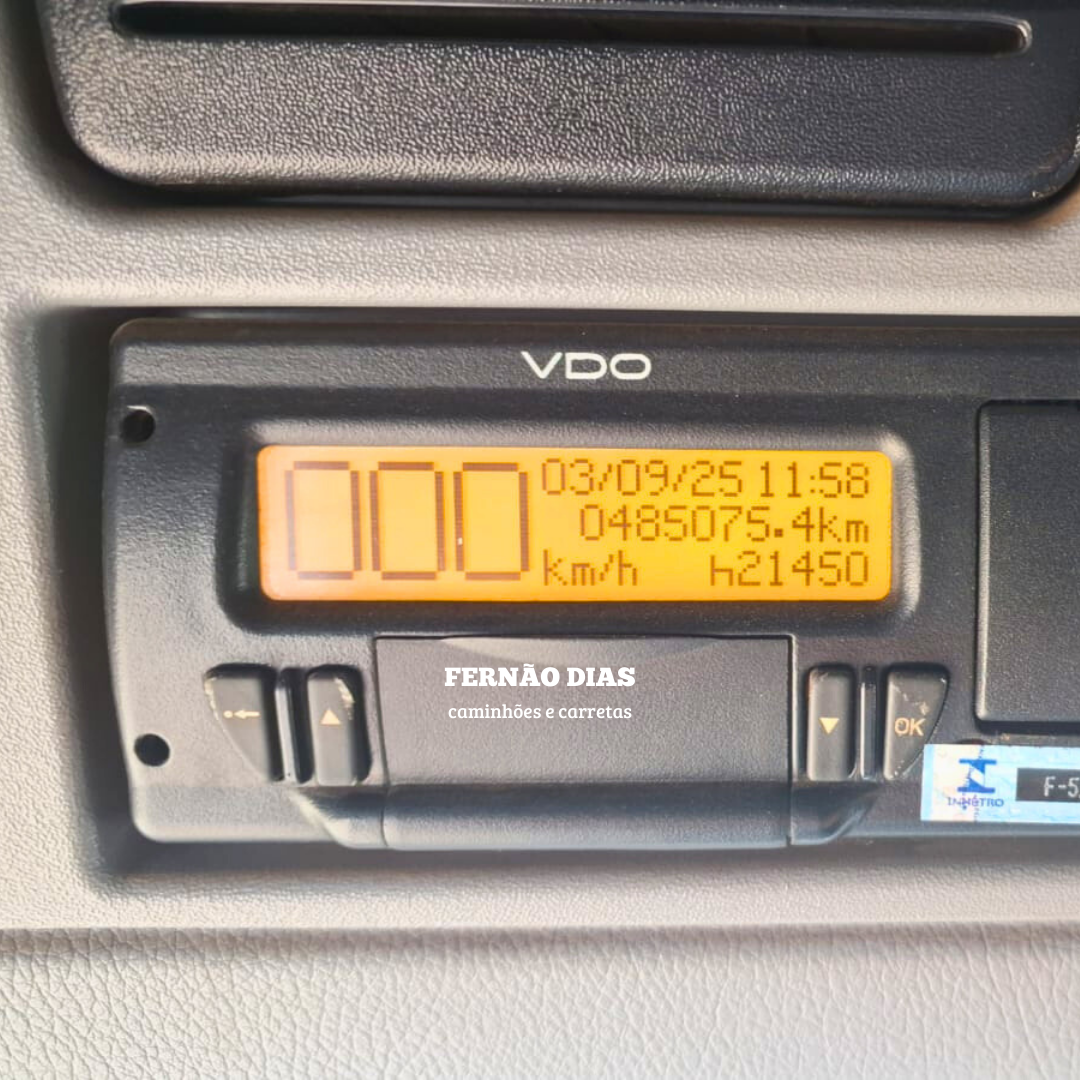 VDO
000
03/09/25 11:58
0485075.4km
km/h h21450
FERNÃO DIAS
caminhões e carretas
OK
INMETRO